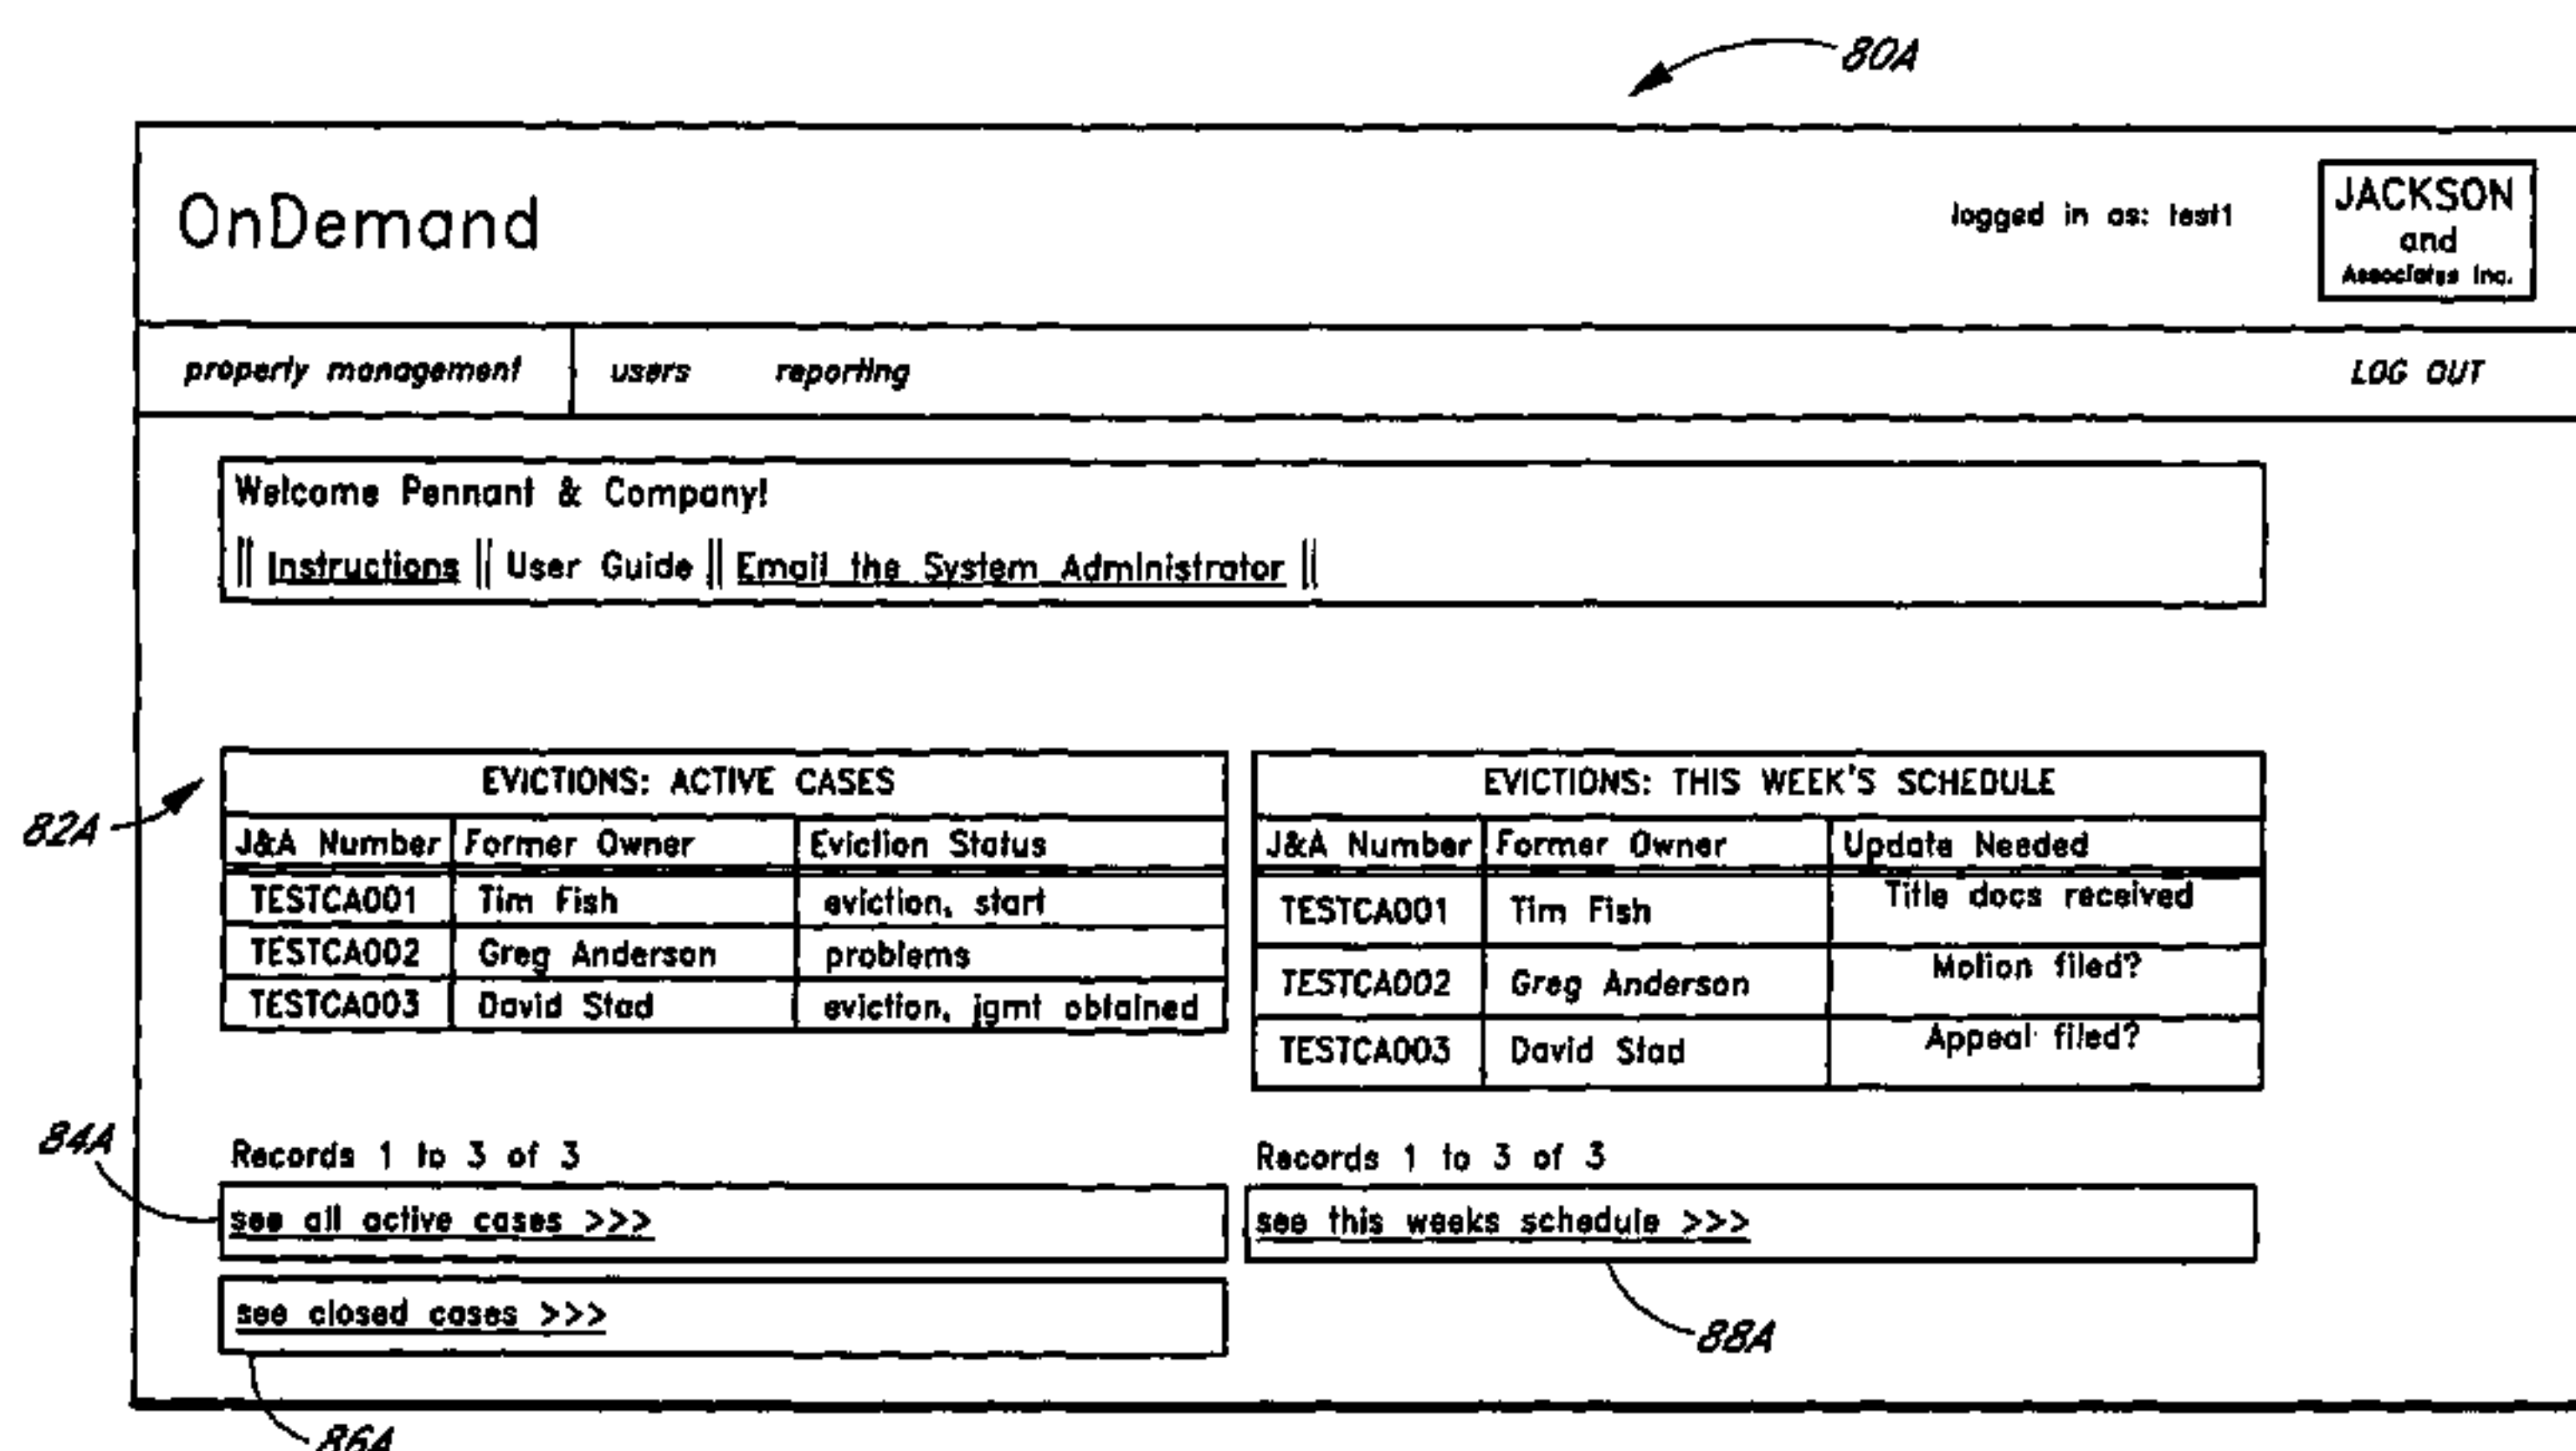 80A
OnDemand
logged in as: test1
JACKSON
and
Associates Inc.
property management users reporting LOG OUT
Welcome Pennant & Company!
|| Instructions || User Guide || Email the System Administrator ||
82A
EVICTIONS: ACTIVE CASES
J&A Number Former Owner Eviction Status
TESTCA001 Tim Fish eviction, start
TESTCA002 Greg Anderson problems
TESTCA003 David Stad eviction, jgmt obtained
EVICTIONS: THIS WEEK'S SCHEDULE
J&A Number Former Owner Update Needed
TESTCA001 Tim Fish Title docs received
TESTCA002 Greg Anderson Motion filed?
TESTCA003 David Stad Appeal filed?
84A
Records 1 to 3 of 3
see all active cases >>>
see closed cases >>>
86A
Records 1 to 3 of 3
see this weeks schedule >>>
88A